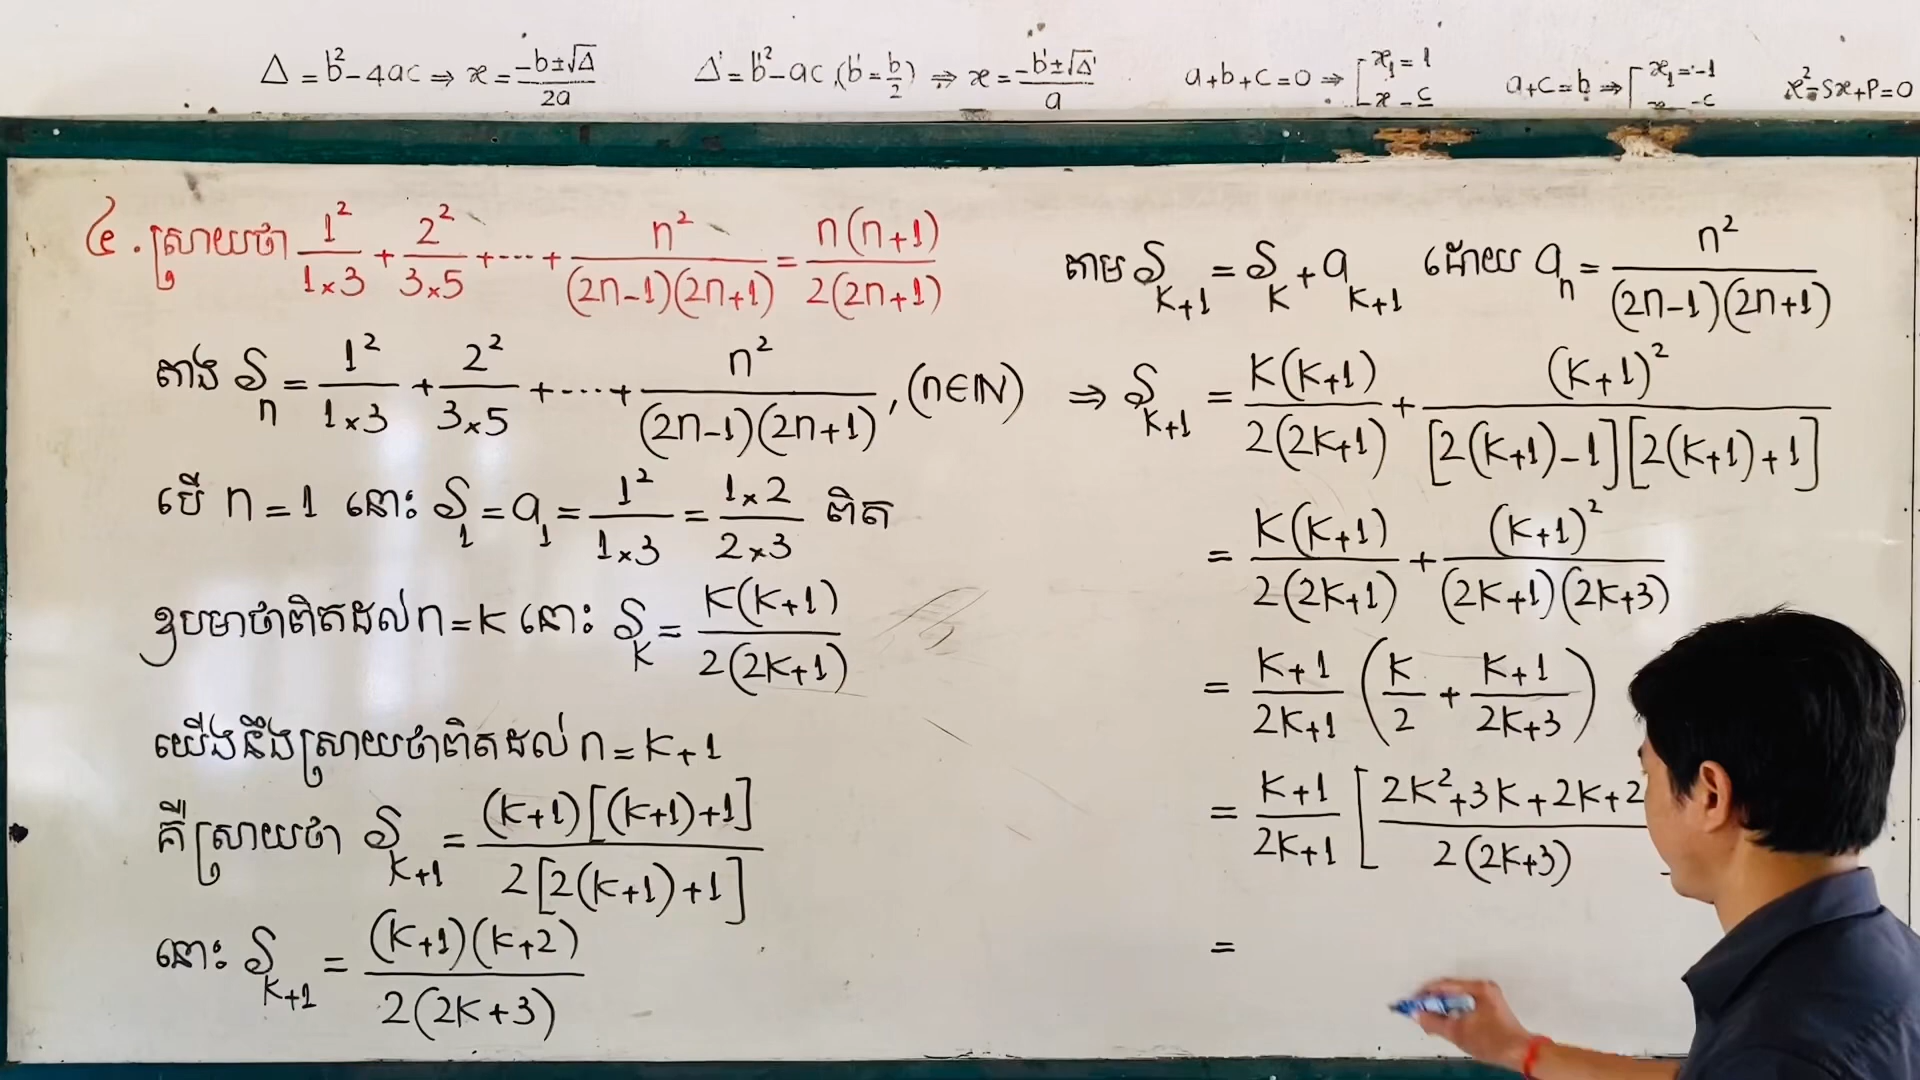 Δ = b² - 4ac ⇒ x = (-b±√Δ)/(2a)
Δ' = b'² - ac, (b' = b/2) ⇒ x = (-b'±√Δ')/a
a+b+c=0 ⇒ [x₁ = 1
a+c=b ⇒ [x₁ = -1
x² - Sx + P = 0
៤. ស្រាយថា 1²/(1×3) + 2²/(3×5) + ... + n²/((2n-1)(2n+1)) = n(n+1)/(2(2n+1))
តាង Sₙ = 1²/(1×3) + 2²/(3×5) + ... + n²/((2n-1)(2n+1)), (n∈ℕ)
បើ n = 1 នោះ S₁ = a₁ = 1²/(1×3) = (1×2)/(2×3) ពិត
ឧបមាថាពិតដល់ n = k នោះ S_k = k(k+1)/(2(2k+1))
យើងនឹងស្រាយថាពិតដល់ n = k+1
គឺស្រាយថា S_{k+1} = (k+1)[(k+1)+1]/(2[2(k+1)+1])
នោះ S_{k+1} = (k+1)(k+2)/(2(2k+3))
តាម S_{k+1} = S_k + a_{k+1} ដោយ aₙ = n²/((2n-1)(2n+1))
⇒ S_{k+1} = k(k+1)/(2(2k+1)) + (k+1)²/([2(k+1)-1][2(k+1)+1])
= k(k+1)/(2(2k+1)) + (k+1)²/((2k+1)(2k+3))
= (k+1)/(2k+1) (k/2 + (k+1)/(2k+3))
= (k+1)/(2k+1) [(2k²+3k+2k+2)/(2(2k+3))
=